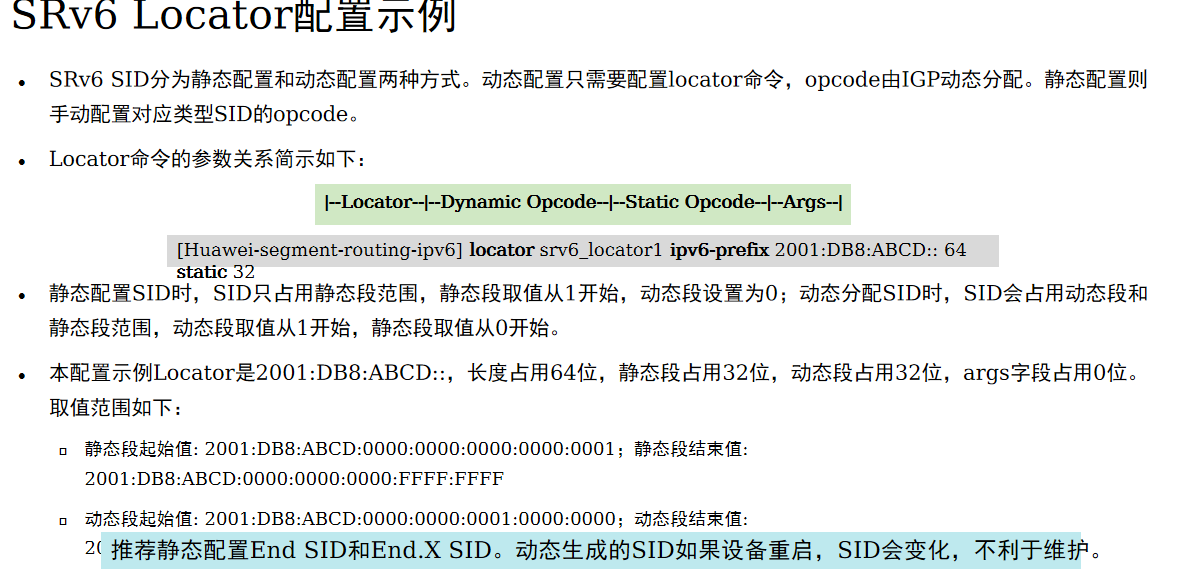 SRv6 Locator配置示例
• SRv6 SID分为静态配置和动态配置两种方式。动态配置只需要配置locator命令，opcode由IGP动态分配。静态配置则
手动配置对应类型SID的opcode。
• Locator命令的参数关系简示如下：
|--Locator--|--Dynamic Opcode--|--Static Opcode--|--Args--|
[Huawei-segment-routing-ipv6] locator srv6_locator1 ipv6-prefix 2001:DB8:ABCD:: 64
static 32
• 静态配置SID时，SID只占用静态段范围，静态段取值从1开始，动态段设置为0；动态分配SID时，SID会占用动态段和
静态段范围，动态段取值从1开始，静态段取值从0开始。
• 本配置示例Locator是2001:DB8:ABCD::，长度占用64位，静态段占用32位，动态段占用32位，args字段占用0位。
取值范围如下：
▫ 静态段起始值: 2001:DB8:ABCD:0000:0000:0000:0000:0001；静态段结束值:
2001:DB8:ABCD:0000:0000:0000:FFFF:FFFF
▫ 动态段起始值: 2001:DB8:ABCD:0000:0000:0001:0000:0000；动态段结束值:
推荐静态配置End SID和End.X SID。动态生成的SID如果设备重启，SID会变化，不利于维护。